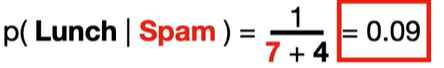 p( Lunch | Spam ) = 1 / 7 + 4 = 0.09